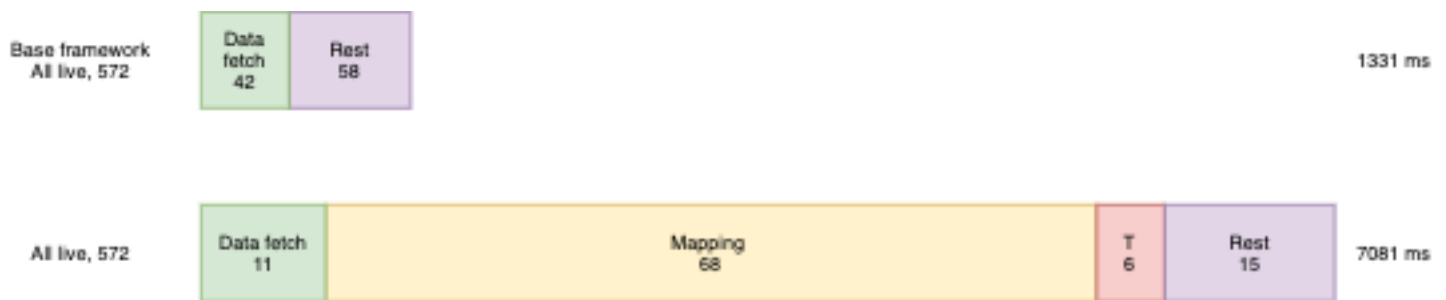 Base framework
All live, 572
Data
fetch
42
Rest
58
1331 ms
All live, 572
Data fetch
11
Mapping
68
T
6
Rest
15
7081 ms